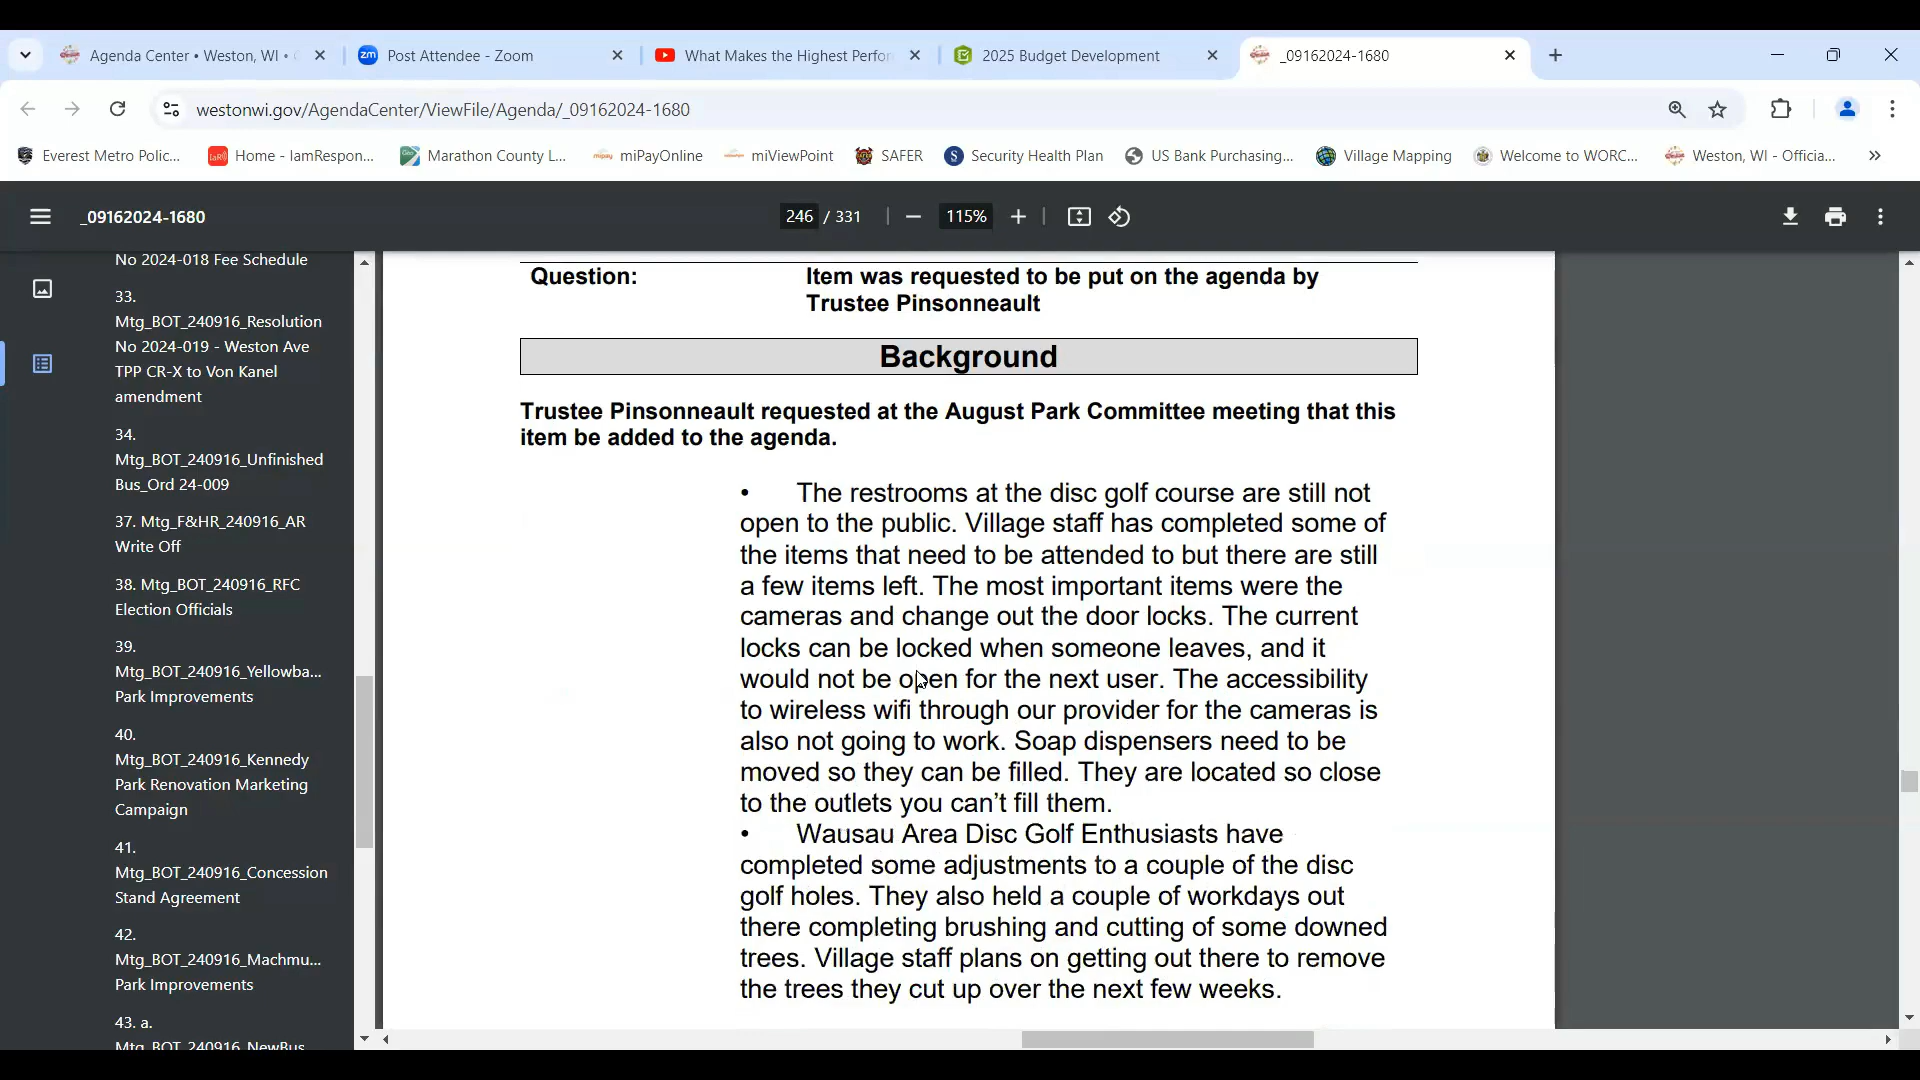 Agenda Center • Weston, WI •
Post Attendee - Zoom
What Makes the Highest Perfor
2025 Budget Development
_09162024-1680
westonwi.gov/AgendaCenter/ViewFile/Agenda/_09162024-1680
Everest Metro Polic...
Home - IamRespon...
Marathon County L...
miPayOnline
miViewPoint
SAFER
Security Health Plan
US Bank Purchasing...
Village Mapping
Welcome to WORC...
Weston, WI - Officia...
_09162024-1680
246 / 331
115%
No 2024-018 Fee Schedule
33.
Mtg_BOT_240916_Resolution
No 2024-019 - Weston Ave
TPP CR-X to Von Kanel
amendment
34.
Mtg_BOT_240916_Unfinished
Bus_Ord 24-009
37. Mtg_F&HR_240916_AR
Write Off
38. Mtg_BOT_240916_RFC
Election Officials
39.
Mtg_BOT_240916_Yellowba...
Park Improvements
40.
Mtg_BOT_240916_Kennedy
Park Renovation Marketing
Campaign
41.
Mtg_BOT_240916_Concession
Stand Agreement
42.
Mtg_BOT_240916_Machmu...
Park Improvements
43. a.
Mtg_BOT_240916_NewBus
Question: Item was requested to be put on the agenda by
Trustee Pinsonneault
Background
Trustee Pinsonneault requested at the August Park Committee meeting that this
item be added to the agenda.
• The restrooms at the disc golf course are still not
open to the public. Village staff has completed some of
the items that need to be attended to but there are still
a few items left. The most important items were the
cameras and change out the door locks. The current
locks can be locked when someone leaves, and it
would not be open for the next user. The accessibility
to wireless wifi through our provider for the cameras is
also not going to work. Soap dispensers need to be
moved so they can be filled. They are located so close
to the outlets you can’t fill them.
• Wausau Area Disc Golf Enthusiasts have
completed some adjustments to a couple of the disc
golf holes. They also held a couple of workdays out
there completing brushing and cutting of some downed
trees. Village staff plans on getting out there to remove
the trees they cut up over the next few weeks.